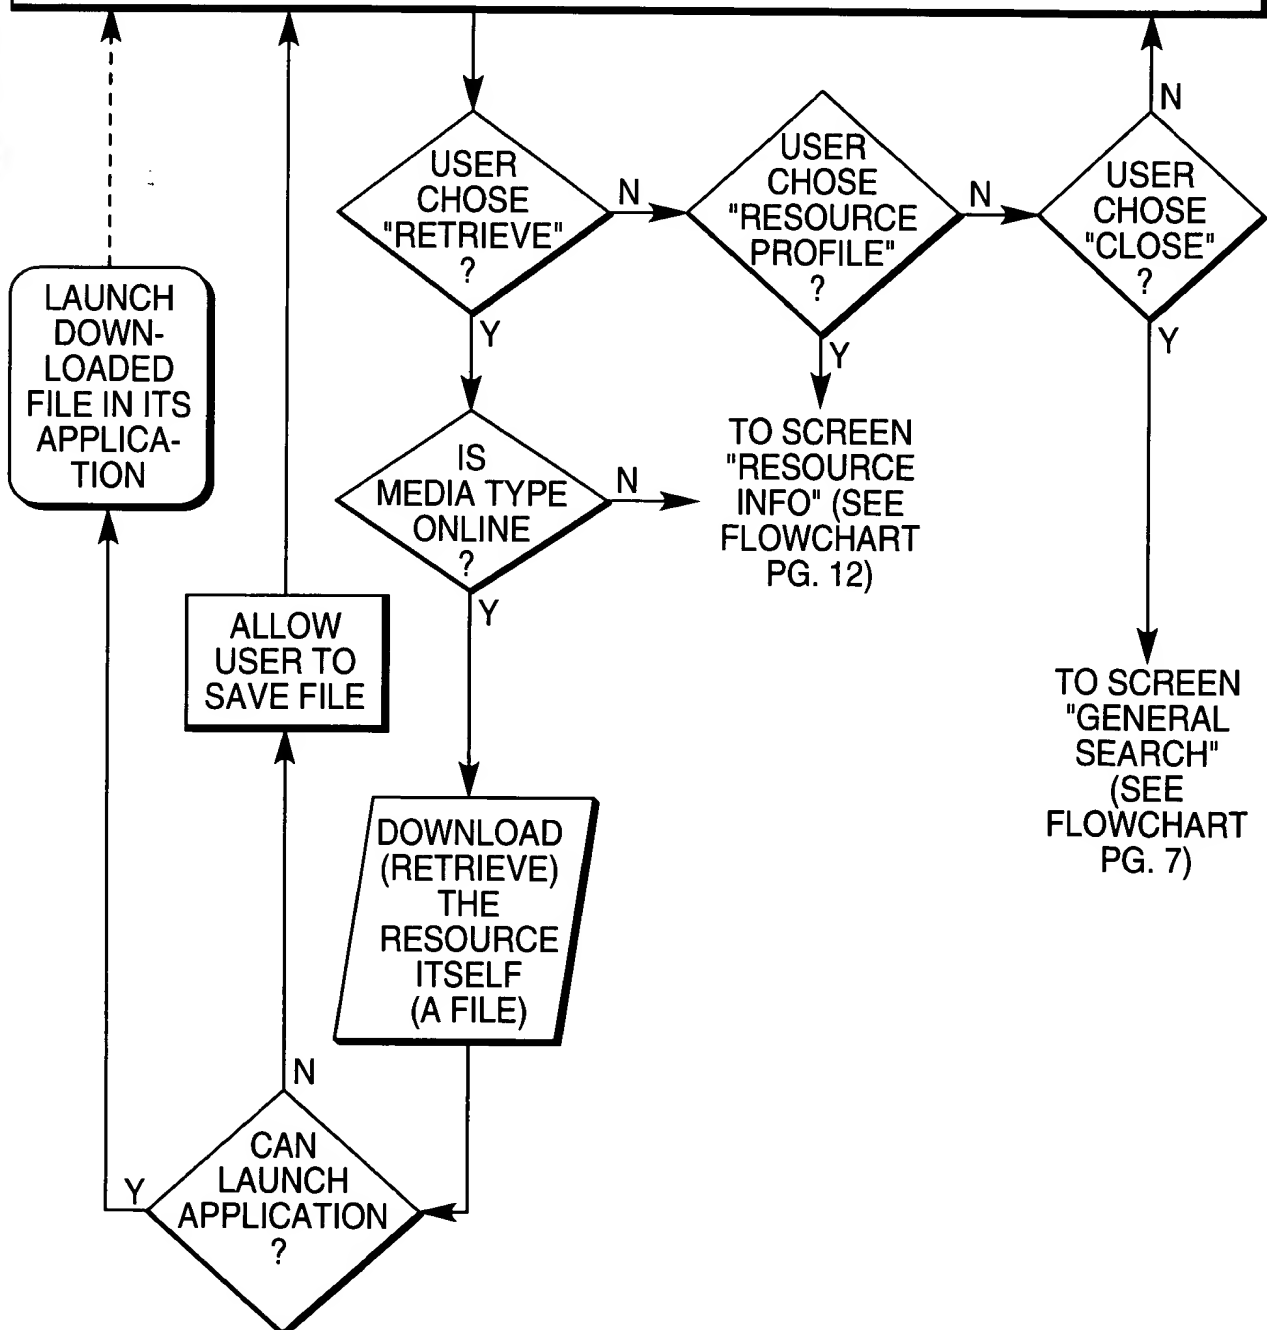 USER
CHOSE
"RETRIEVE"
?
N
Y
USER
CHOSE
"RESOURCE
PROFILE"
?
N
Y
USER
CHOSE
"CLOSE"
?
N
Y
LAUNCH
DOWN-
LOADED
FILE IN ITS
APPLICA-
TION
IS
MEDIA TYPE
ONLINE
?
N
Y
TO SCREEN
"RESOURCE
INFO" (SEE
FLOWCHART
PG. 12)
ALLOW
USER TO
SAVE FILE
TO SCREEN
"GENERAL
SEARCH"
(SEE
FLOWCHART
PG. 7)
DOWNLOAD
(RETRIEVE)
THE
RESOURCE
ITSELF
(A FILE)
N
Y
CAN
LAUNCH
APPLICATION
?